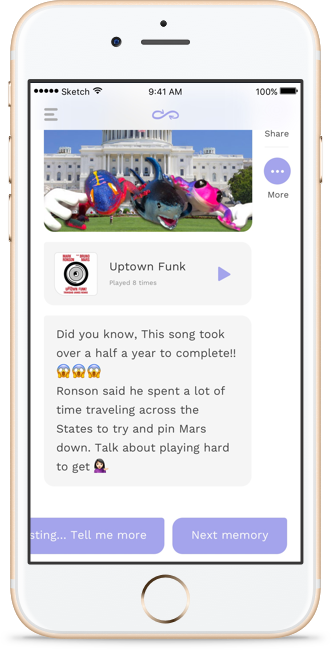 Sketch 9:41 AM 100%
Share
More
Uptown Funk
Played 8 times
Did you know, This song took
over a half a year to complete!!
😱😱😱
Ronson said he spent a lot of
time traveling across the
States to try and pin Mars
down. Talk about playing hard
to get 💁🏻‍♀️
sting... Tell me more
Next memory